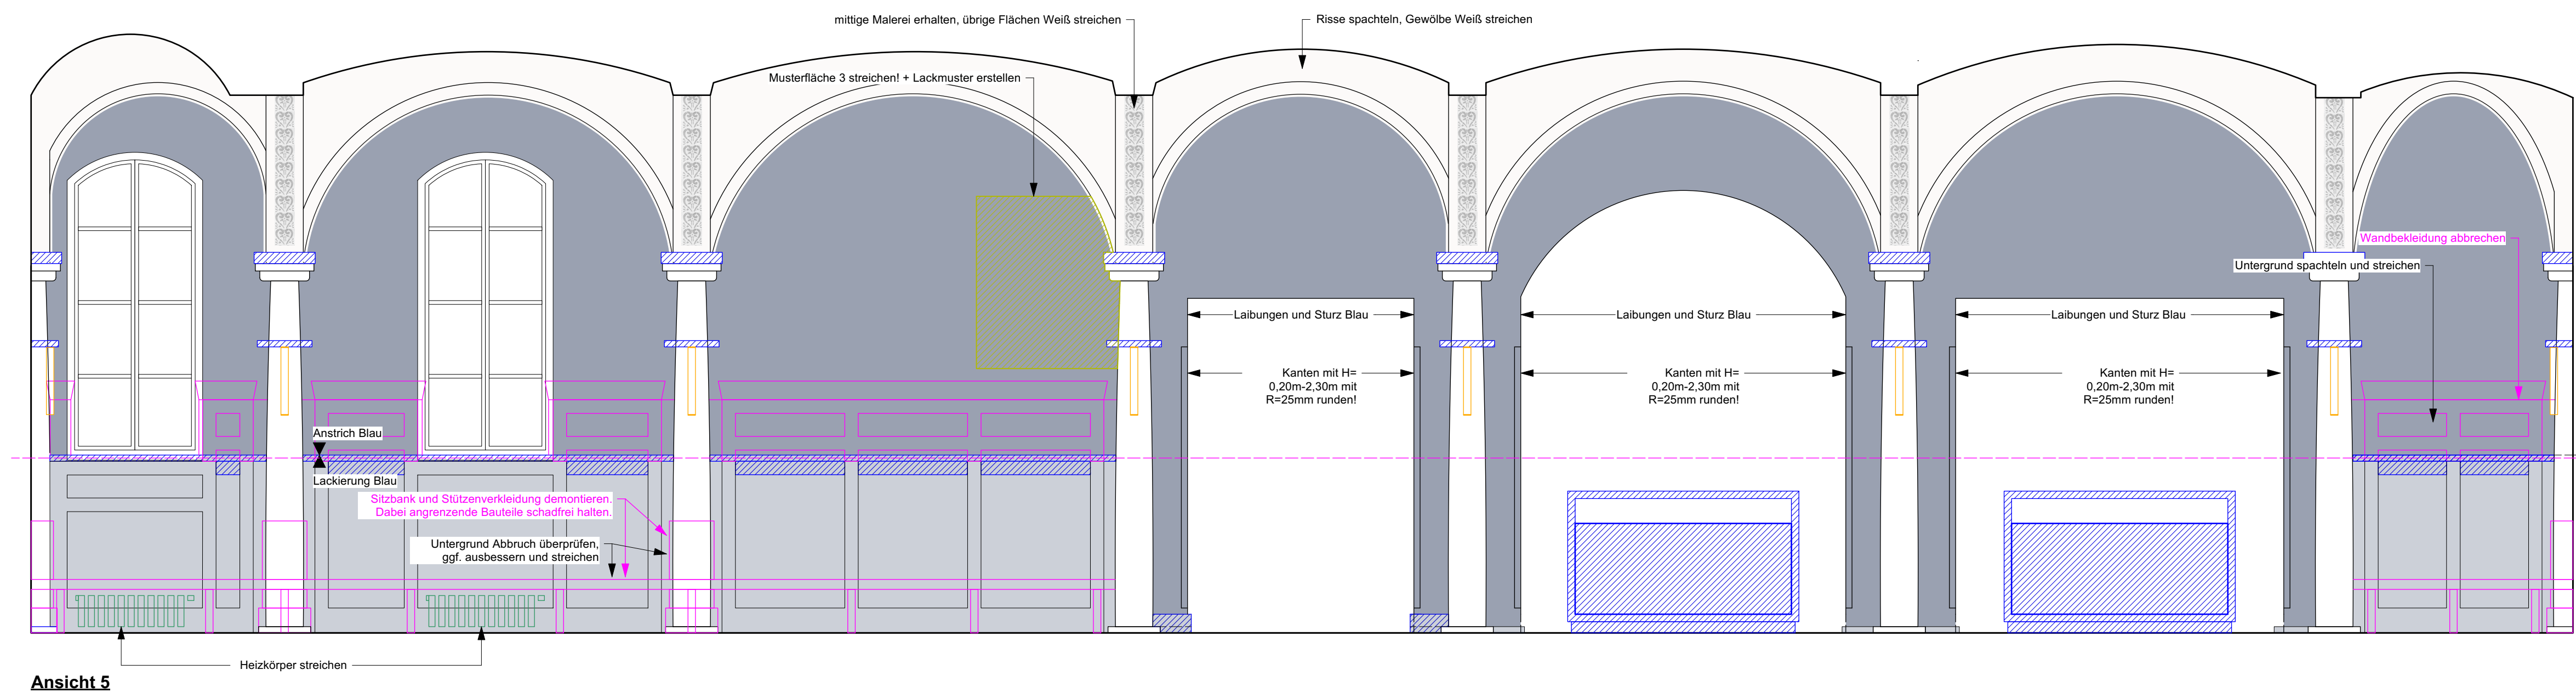 mittige Malerei erhalten, übrige Flächen Weiß streichen
Risse spachteln, Gewölbe Weiß streichen
Musterfläche 3 streichen! + Lackmuster erstellen
Wandbekleidung abbrechen
Untergrund spachteln und streichen
Laibungen und Sturz Blau
Laibungen und Sturz Blau
Laibungen und Sturz Blau
Kanten mit H=
0,20m-2,30m mit
R=25mm runden!
Kanten mit H=
0,20m-2,30m mit
R=25mm runden!
Kanten mit H=
0,20m-2,30m mit
R=25mm runden!
Anstrich Blau
Lackierung Blau
Sitzbank und Stützenverkleidung demontieren.
Dabei angrenzende Bauteile schadfrei halten.
Untergrund Abbruch überprüfen,
ggf. ausbessern und streichen
Heizkörper streichen
Ansicht 5